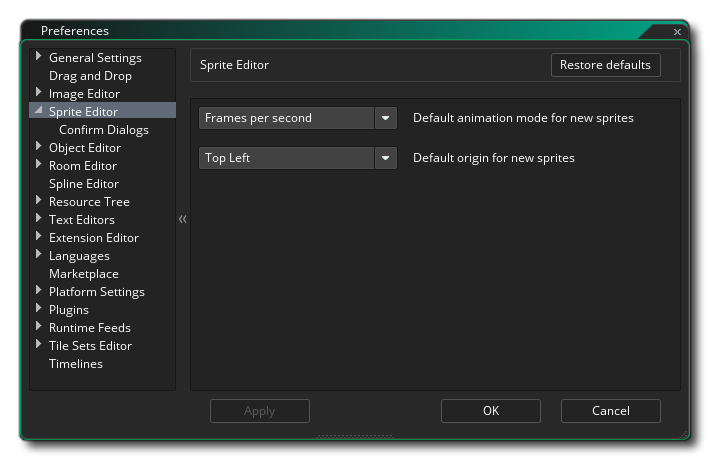 Preferences
General Settings
Drag and Drop
Image Editor
Sprite Editor
Confirm Dialogs
Object Editor
Room Editor
Spline Editor
Resource Tree
Text Editors
Extension Editor
Languages
Marketplace
Platform Settings
Plugins
Runtime Feeds
Tile Sets Editor
Timelines
Sprite Editor
Restore defaults
Frames per second
Default animation mode for new sprites
Top Left
Default origin for new sprites
Apply
OK
Cancel